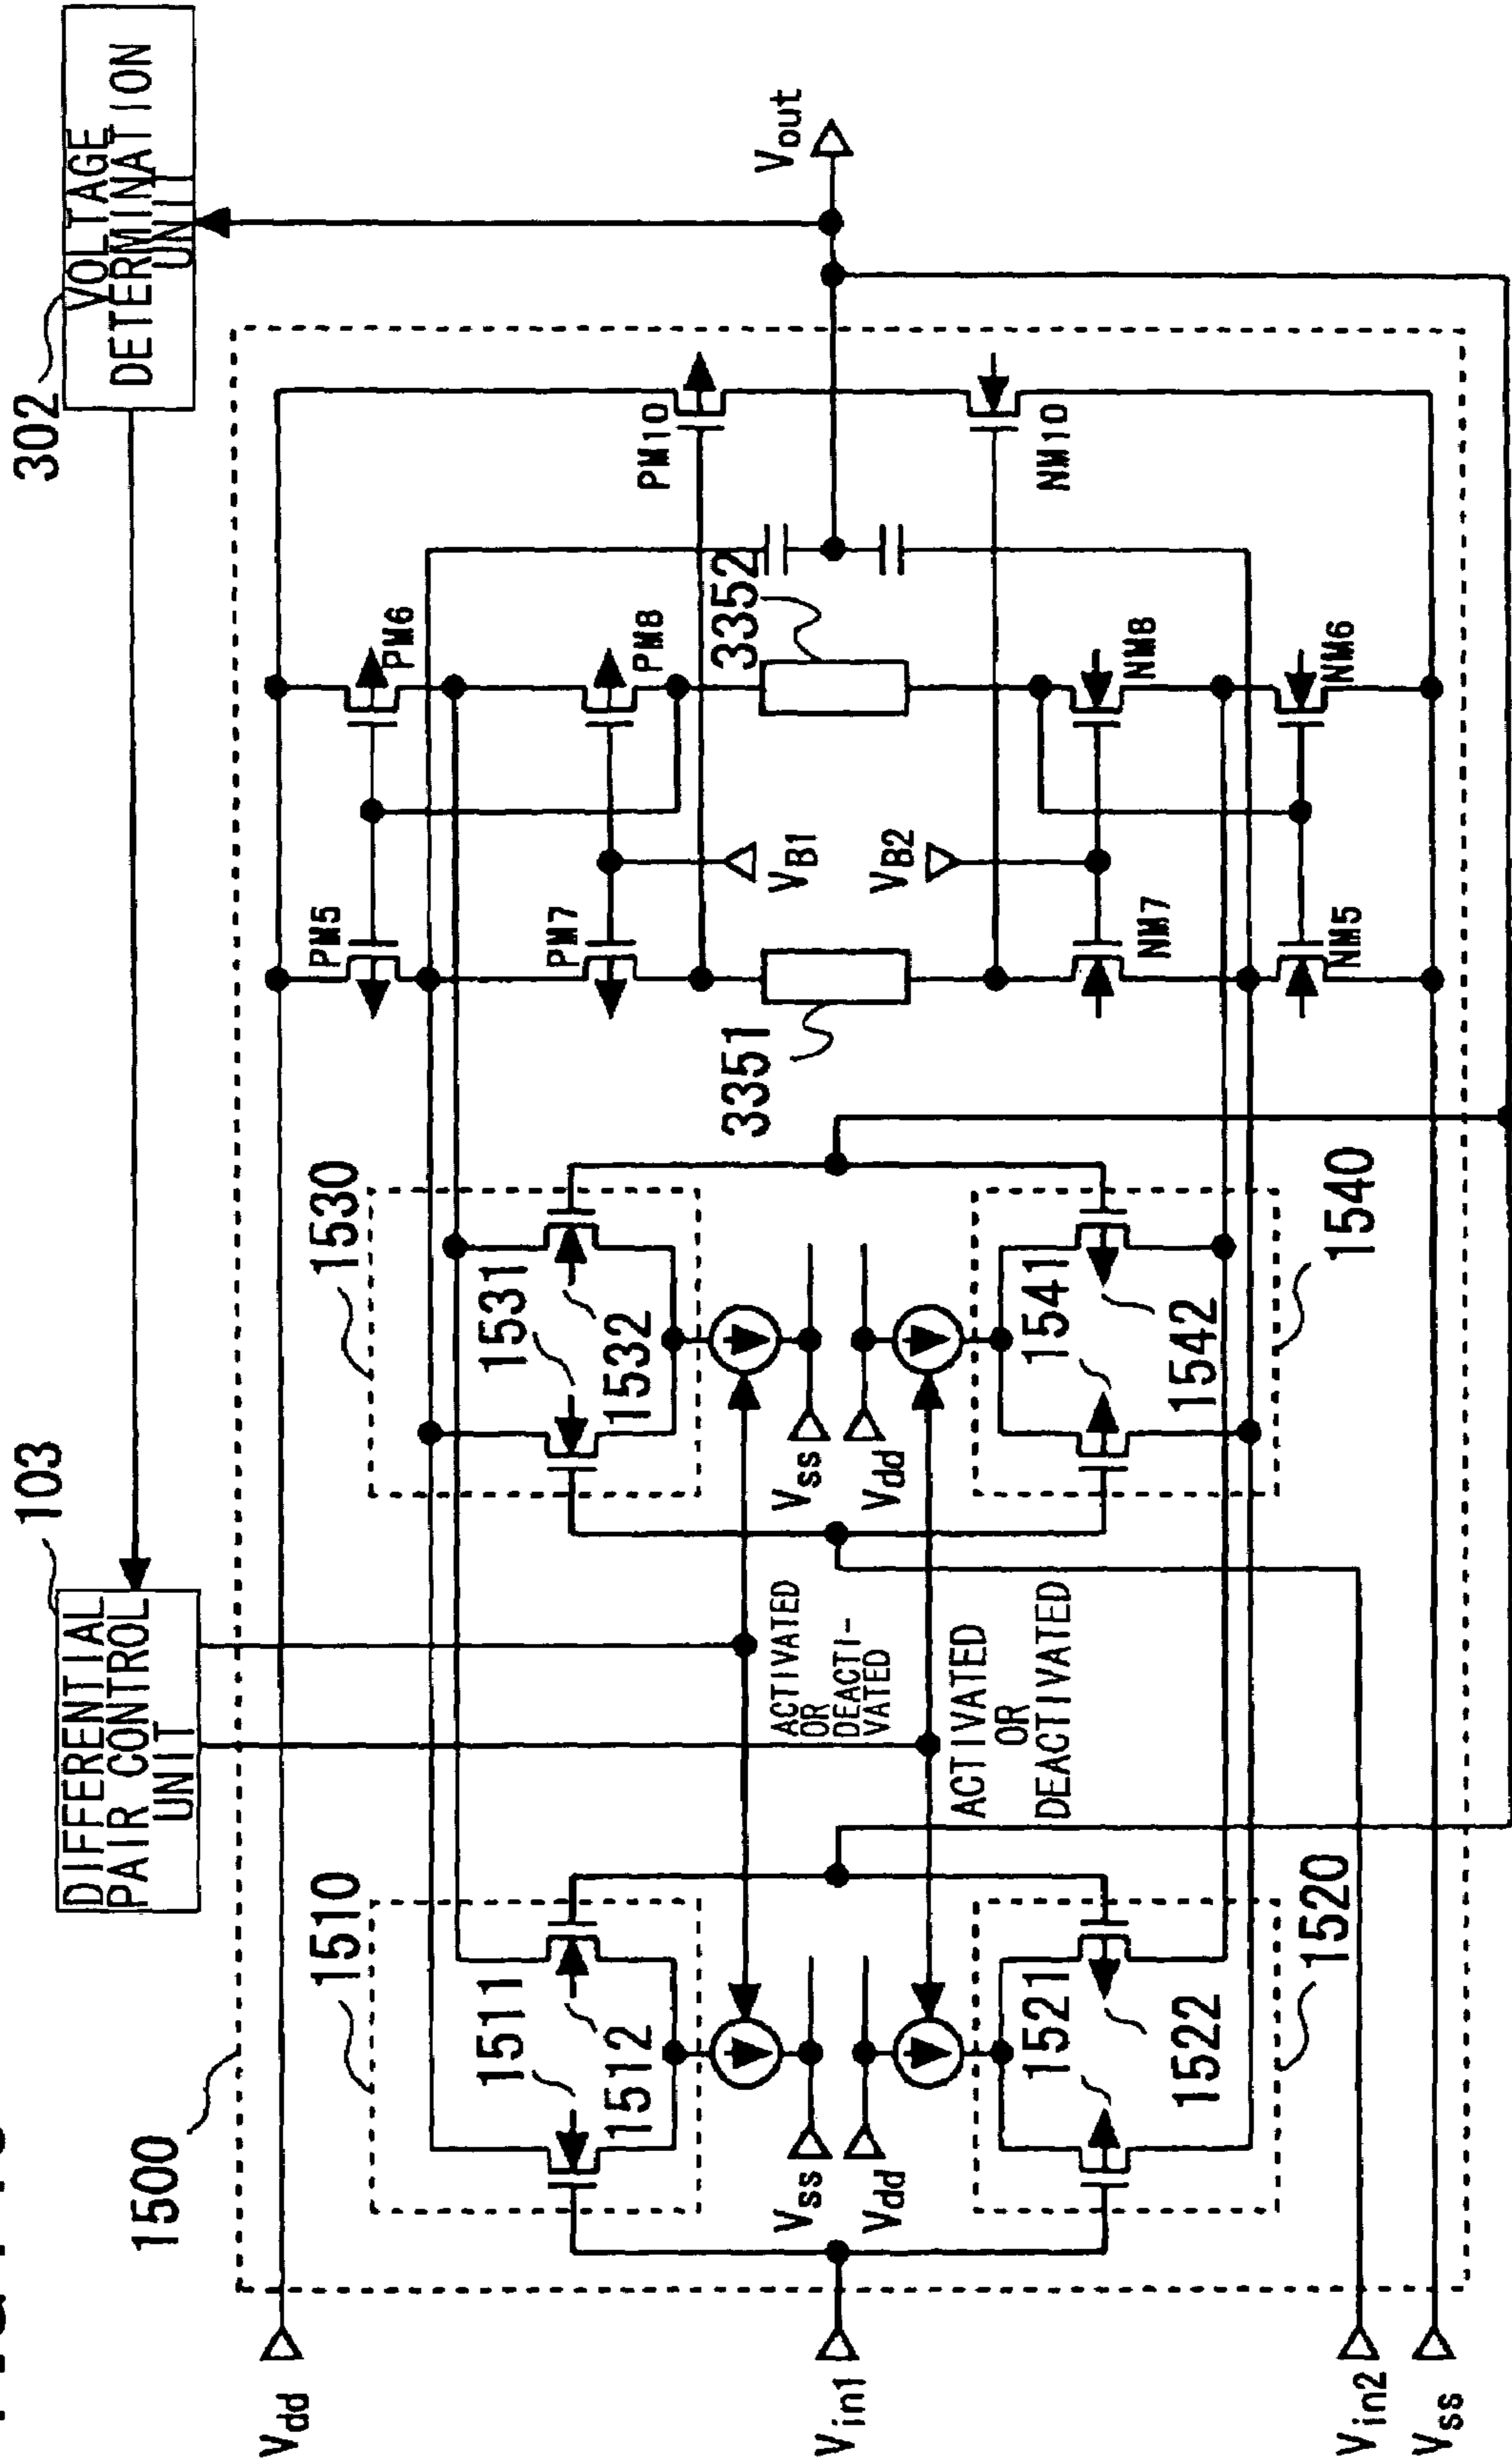 302
VOLTAGE
DETERMINATION
UNIT
103
DIFFERENTIAL
PAIR CONTROL
UNIT
1500
Vdd
Vin1
Vin2
Vss
Vout
1510
1511
1512
1520
1521
1522
1530
1531
1532
1540
1541
1542
Vss
Vdd
Vss
Vdd
ACTIVATED
OR
DEACTI-
VATED
ACTIVATED
OR
DEACTIVATED
PM5
PM6
PM7
PM8
VB1
VB2
3351
3352
NM7
NM8
NM5
NM6
PM10
NM10